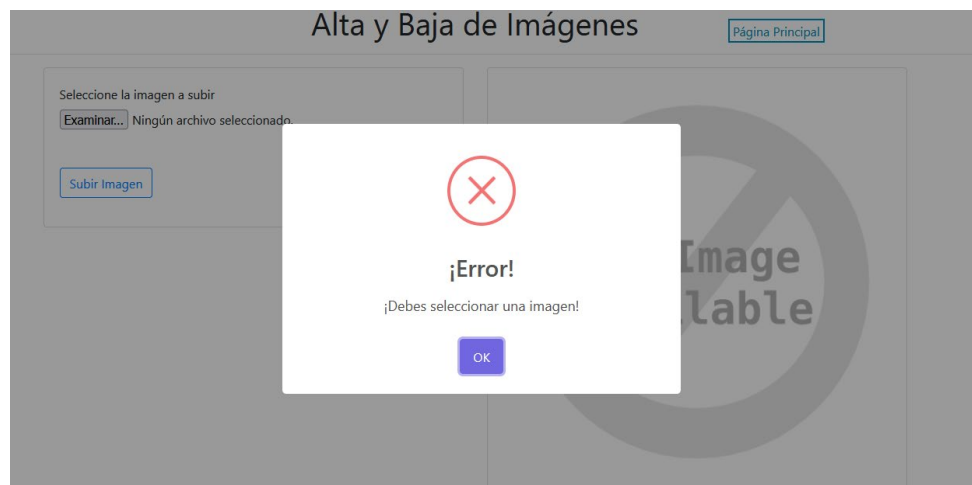 Alta y Baja de Imágenes
Página Principal
Seleccione la imagen a subir
Examinar... Ningún archivo seleccionado.
Subir Imagen
¡Error!
¡Debes seleccionar una imagen!
OK
Image
lable